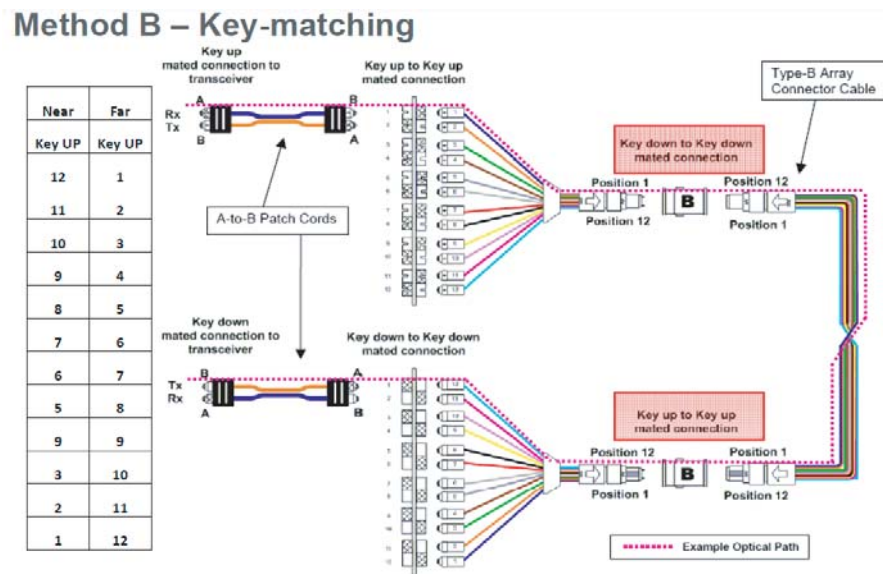 Method B – Key-matching
Key up
mated connection to
transceiver
Key up to Key up
mated connection
Type-B Array
Connector Cable
Near Far
Key UP Key UP
12 1
11 2
10 3
9 4
8 5
7 6
6 7
5 8
9 9
3 10
2 11
1 12
A
B
Rx
Tx
B
A
A-to-B Patch Cords
Key down to Key down
mated connection
Position 1
Position 12
Position 12
Position 1
B
Key down
mated connection to
transceiver
Key down to Key down
mated connection
B
A
Tx
Rx
A
B
Key up to Key up
mated connection
Position 12
Position 1
Position 1
Position 12
B
Example Optical Path